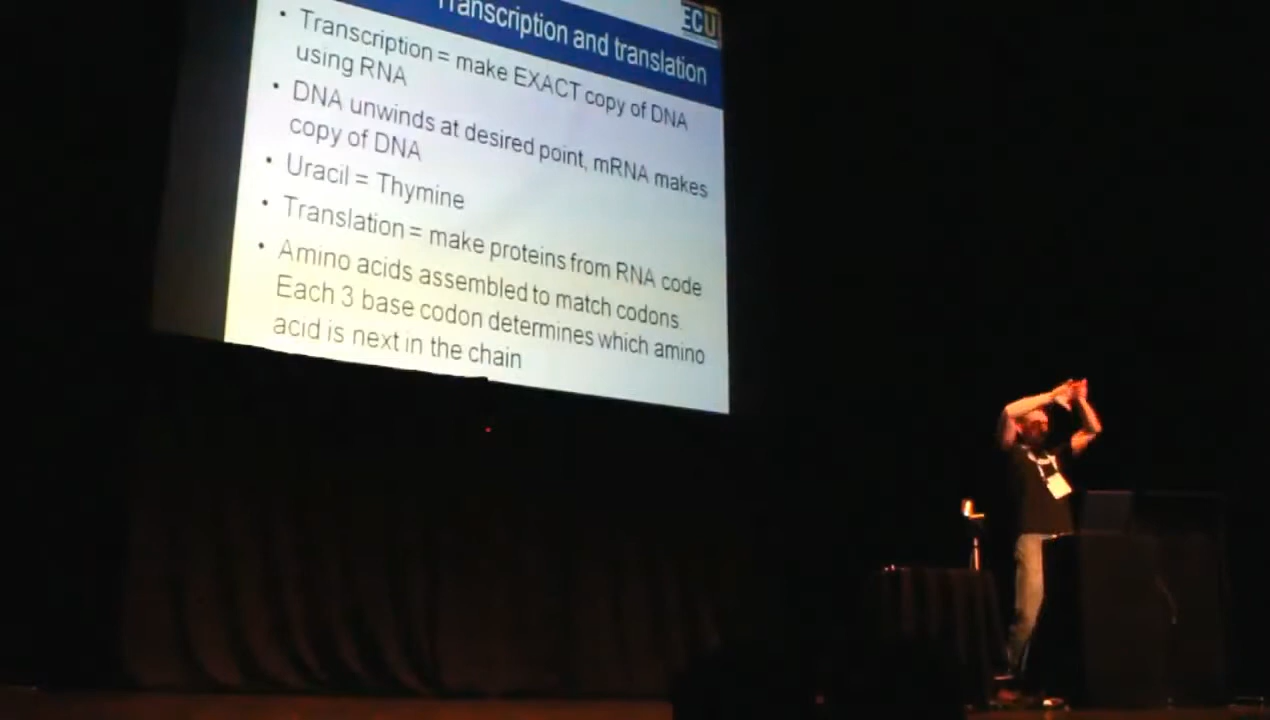 Transcription and translation
ECU
• Transcription = make EXACT copy of DNA
using RNA
• DNA unwinds at desired point, mRNA makes
copy of DNA
• Uracil = Thymine
• Translation = make proteins from RNA code
• Amino acids assembled to match codons.
Each 3 base codon determines which amino
acid is next in the chain